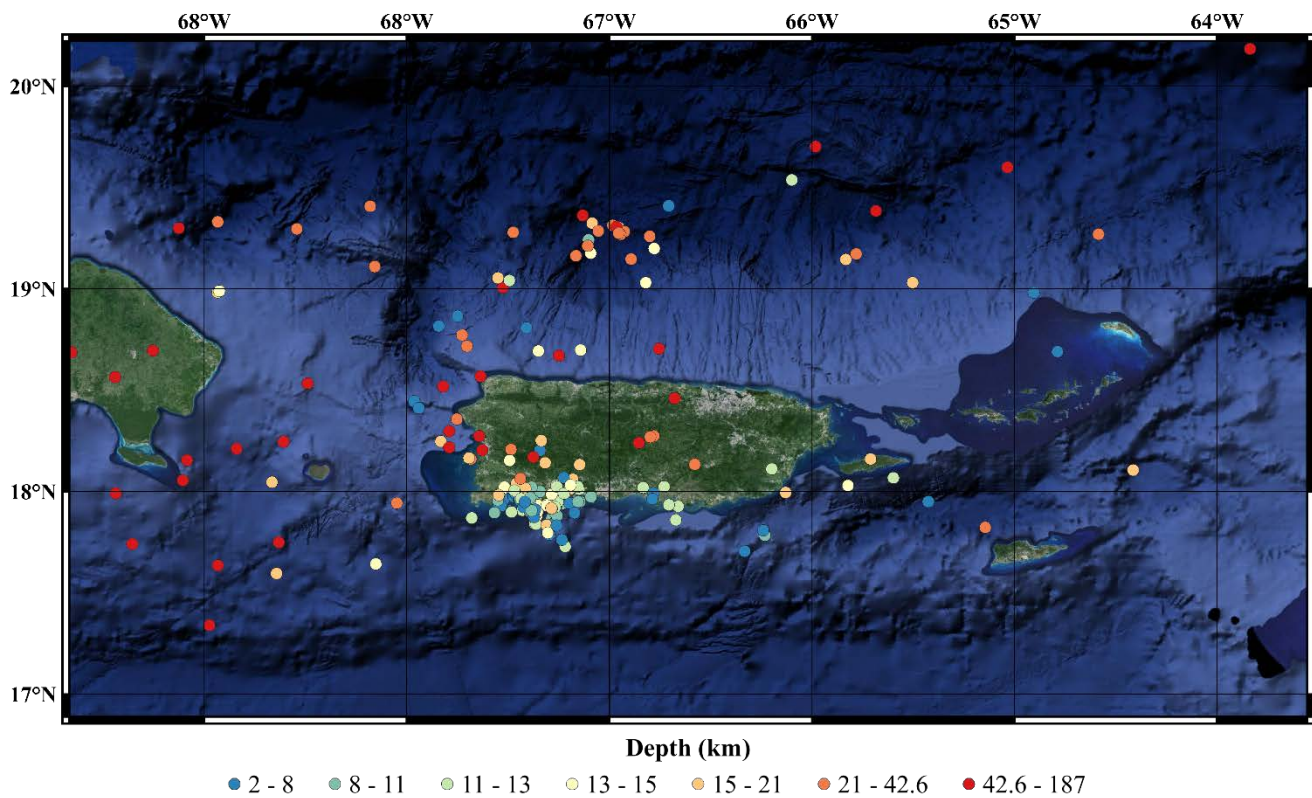 68°W 68°W 67°W 66°W 65°W 64°W
20°N
19°N
18°N
17°N
Depth (km)
2 - 8 8 - 11 11 - 13 13 - 15 15 - 21 21 - 42.6 42.6 - 187